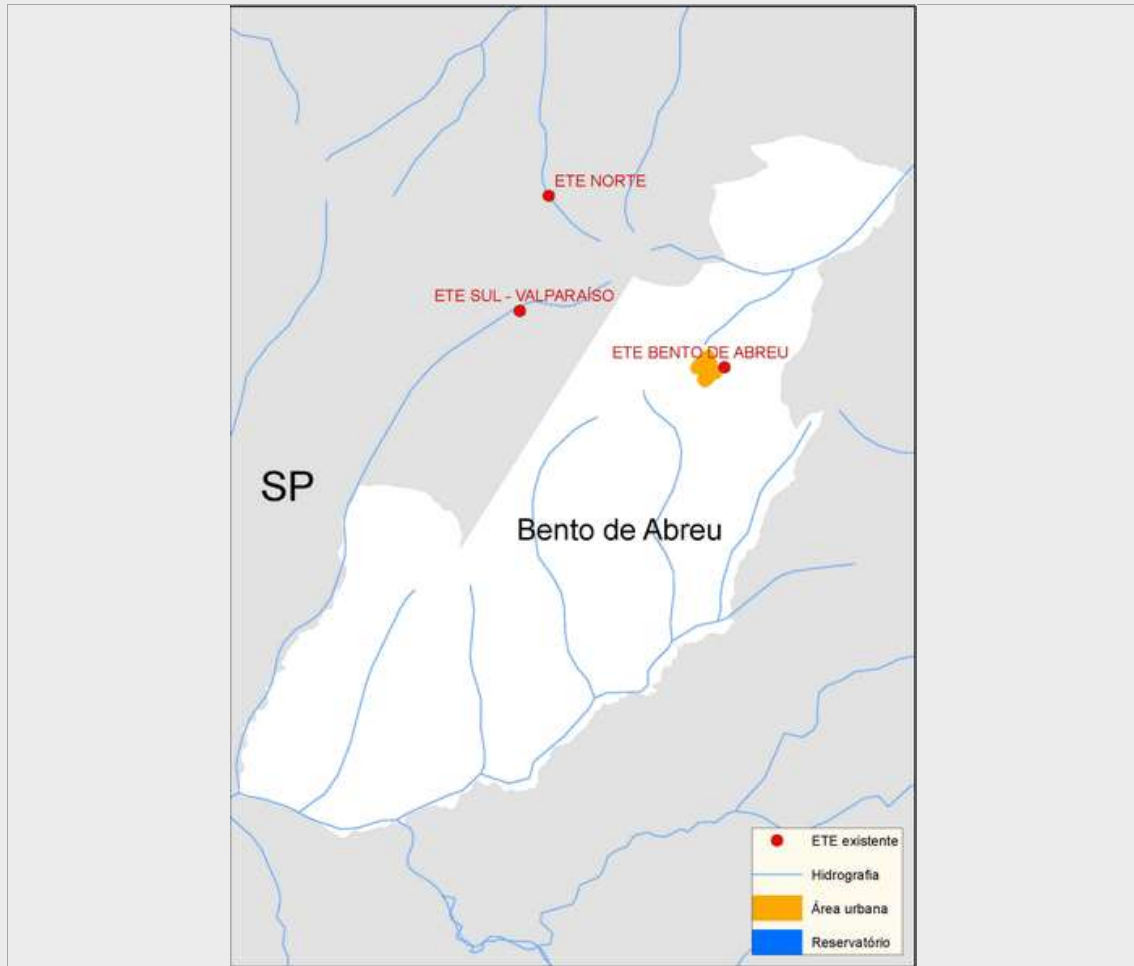 ETE NORTE
ETE SUL - VALPARAÍSO
ETE BENTO DE ABREU
SP
Bento de Abreu
ETE existente
Hidrografia
Área urbana
Reservatório